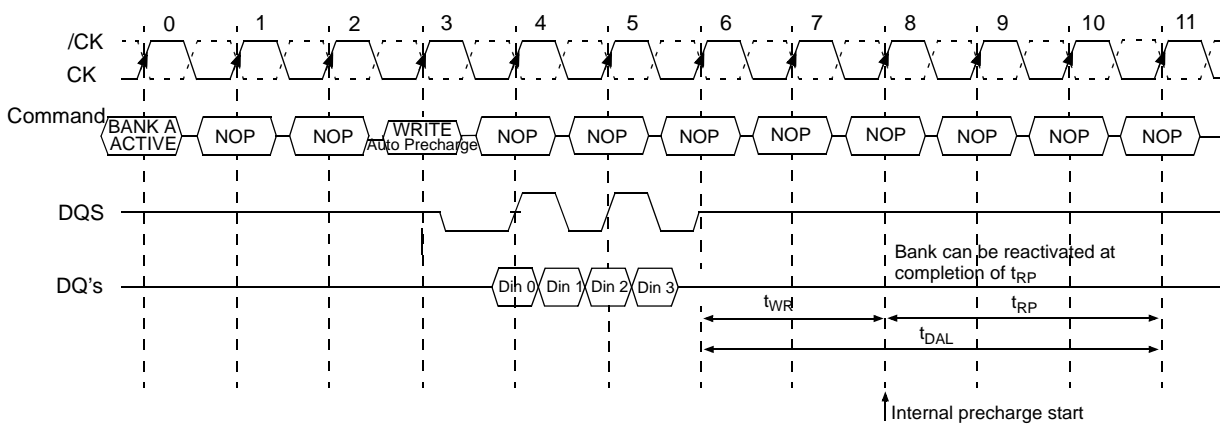 0 1 2 3 4 5 6 7 8 9 10 11
/CK
CK
Command
BANK A
ACTIVE
NOP
NOP
WRITE
Auto Precharge
NOP
NOP
NOP
NOP
NOP
NOP
NOP
NOP
DQS
DQ's
Din 0
Din 1
Din 2
Din 3
Bank can be reactivated at
completion of tRP
tWR
tRP
tDAL
Internal precharge start